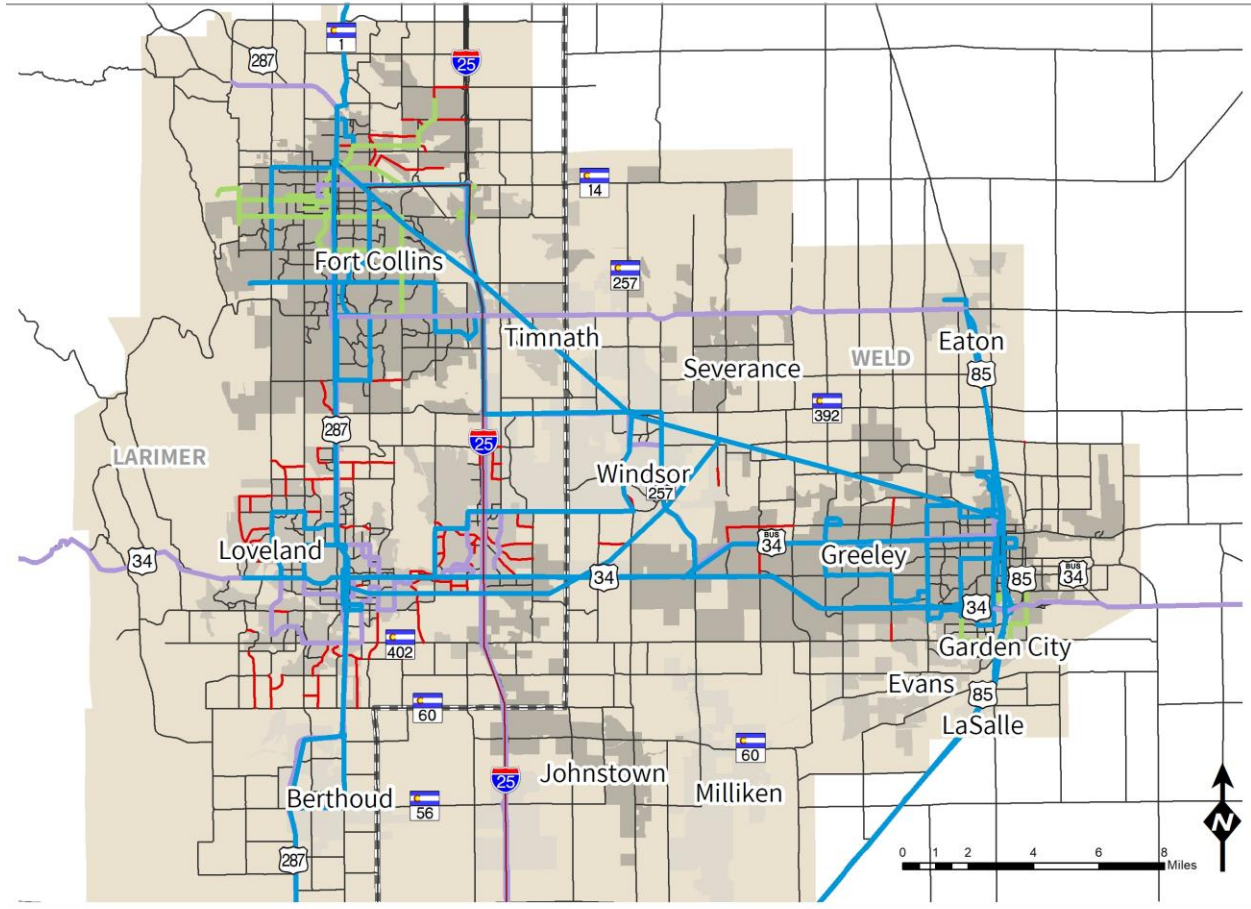 1
287
25
14
Fort Collins
257
Timnath
Eaton
WELD
Severance
85
392
287
25
LARIMER
Windsor
257
Loveland
BUS
34
Greeley
34
34
85
BUS
34
34
402
Garden City
Evans
85
60
LaSalle
60
Johnstown
25
Berthoud
Milliken
56
N
287
0 1 2 4 6 8
Miles